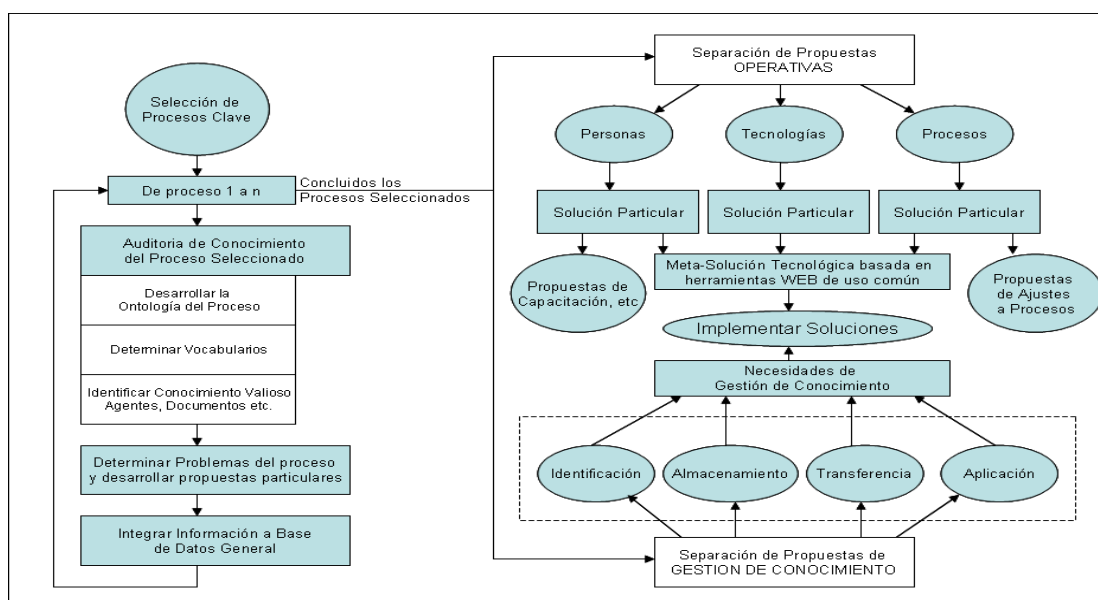 Selección de
Procesos Clave
De proceso 1 a n
Concluidos los
Procesos Seleccionados
Auditoria de Conocimiento
del Proceso Seleccionado
Desarrollar la
Ontología del Proceso
Determinar Vocabularios
Identificar Conocimiento Valioso
Agentes, Documentos etc.
Determinar Problemas del proceso
y desarrollar propuestas particulares
Integrar Información a Base
de Datos General
Separación de Propuestas
OPERATIVAS
Personas
Tecnologías
Procesos
Solución Particular
Solución Particular
Solución Particular
Propuestas de
Capacitación, etc
Meta-Solución Tecnológica basada en
herramientas WEB de uso común
Propuestas
de Ajustes
a Procesos
Implementar Soluciones
Necesidades de
Gestión de Conocimiento
Identificación
Almacenamiento
Transferencia
Aplicación
Separación de Propuestas de
GESTION DE CONOCIMIENTO